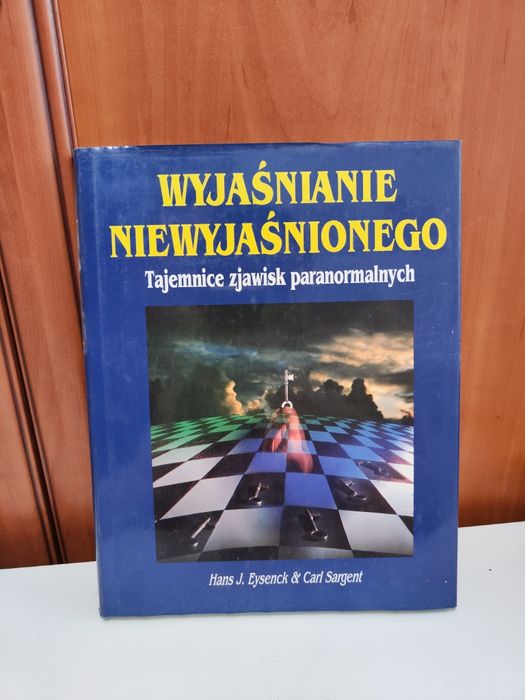 WYJAŚNIANIE
NIEWYJAŚNIONEGO
Tajemnice zjawisk paranormalnych
Hans J. Eysenck & Carl Sargent